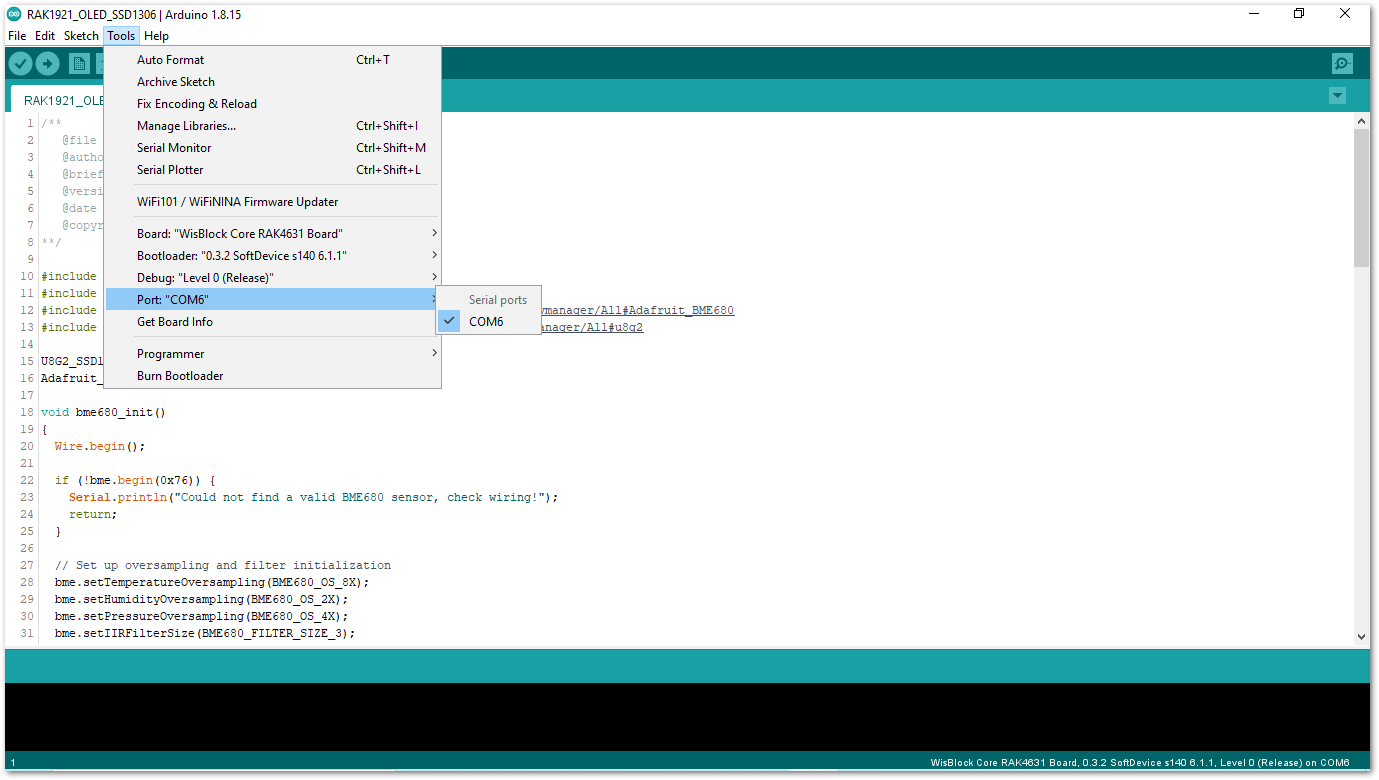 RAK1921_OLED_SSD1306 | Arduino 1.8.15
File Edit Sketch Tools Help
Auto Format Ctrl+T
Archive Sketch
Fix Encoding & Reload
Manage Libraries... Ctrl+Shift+I
Serial Monitor Ctrl+Shift+M
Serial Plotter Ctrl+Shift+L
WiFi101 / WiFiNINA Firmware Updater
Board: "WisBlock Core RAK4631 Board"
Bootloader: "0.3.2 SoftDevice s140 6.1.1"
Debug: "Level 0 (Release)"
Port: "COM6"
Get Board Info
Programmer
Burn Bootloader
Serial ports
COM6
RAK1921_OLE
1 /**
2 @file
3 @autho
4 @brief
5 @versi
6 @date
7 @copyr
8 **/
9
10 #include
11 #include
12 #include ymanager/All#Adafruit_BME680
13 #include anager/All#u8g2
14
15 U8G2_SSD1
16 Adafruit_
17
18 void bme680_init()
19 {
20 Wire.begin();
21
22 if (!bme.begin(0x76)) {
23 Serial.println("Could not find a valid BME680 sensor, check wiring!");
24 return;
25 }
26
27 // Set up oversampling and filter initialization
28 bme.setTemperatureOversampling(BME680_OS_8X);
29 bme.setHumidityOversampling(BME680_OS_2X);
30 bme.setPressureOversampling(BME680_OS_4X);
31 bme.setIIRFilterSize(BME680_FILTER_SIZE_3);
1 WisBlock Core RAK4631 Board, 0.3.2 SoftDevice s140 6.1.1, Level 0 (Release) on COM6